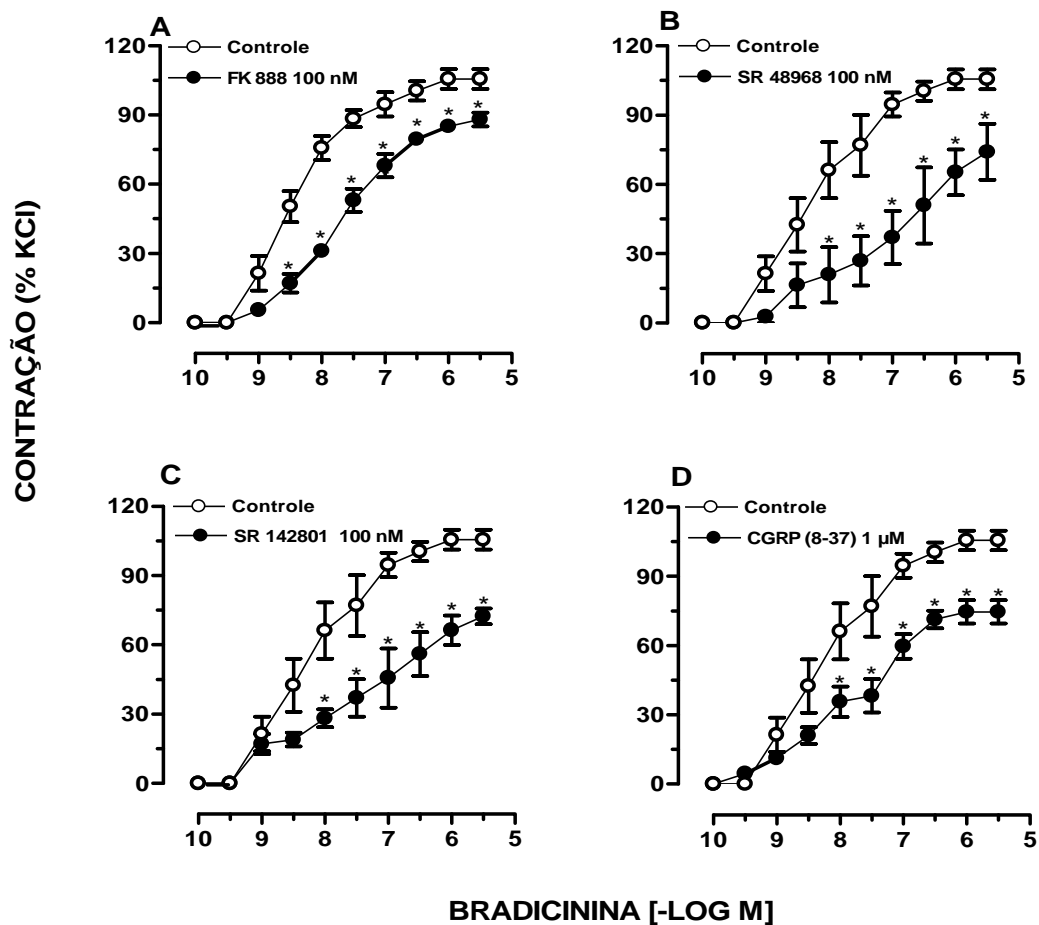 A
Controle
FK 888 100 nM
120
90
60
30
0
10 9 8 7 6 5
* * * * * * *
B
Controle
SR 48968 100 nM
120
90
60
30
0
10 9 8 7 6 5
* * * * * *
CONTRAÇÃO (% KCl)
C
Controle
SR 142801 100 nM
120
90
60
30
0
10 9 8 7 6 5
* * * * * *
D
Controle
CGRP (8-37) 1 µM
120
90
60
30
0
10 9 8 7 6 5
* * * * * *
BRADICININA [-LOG M]